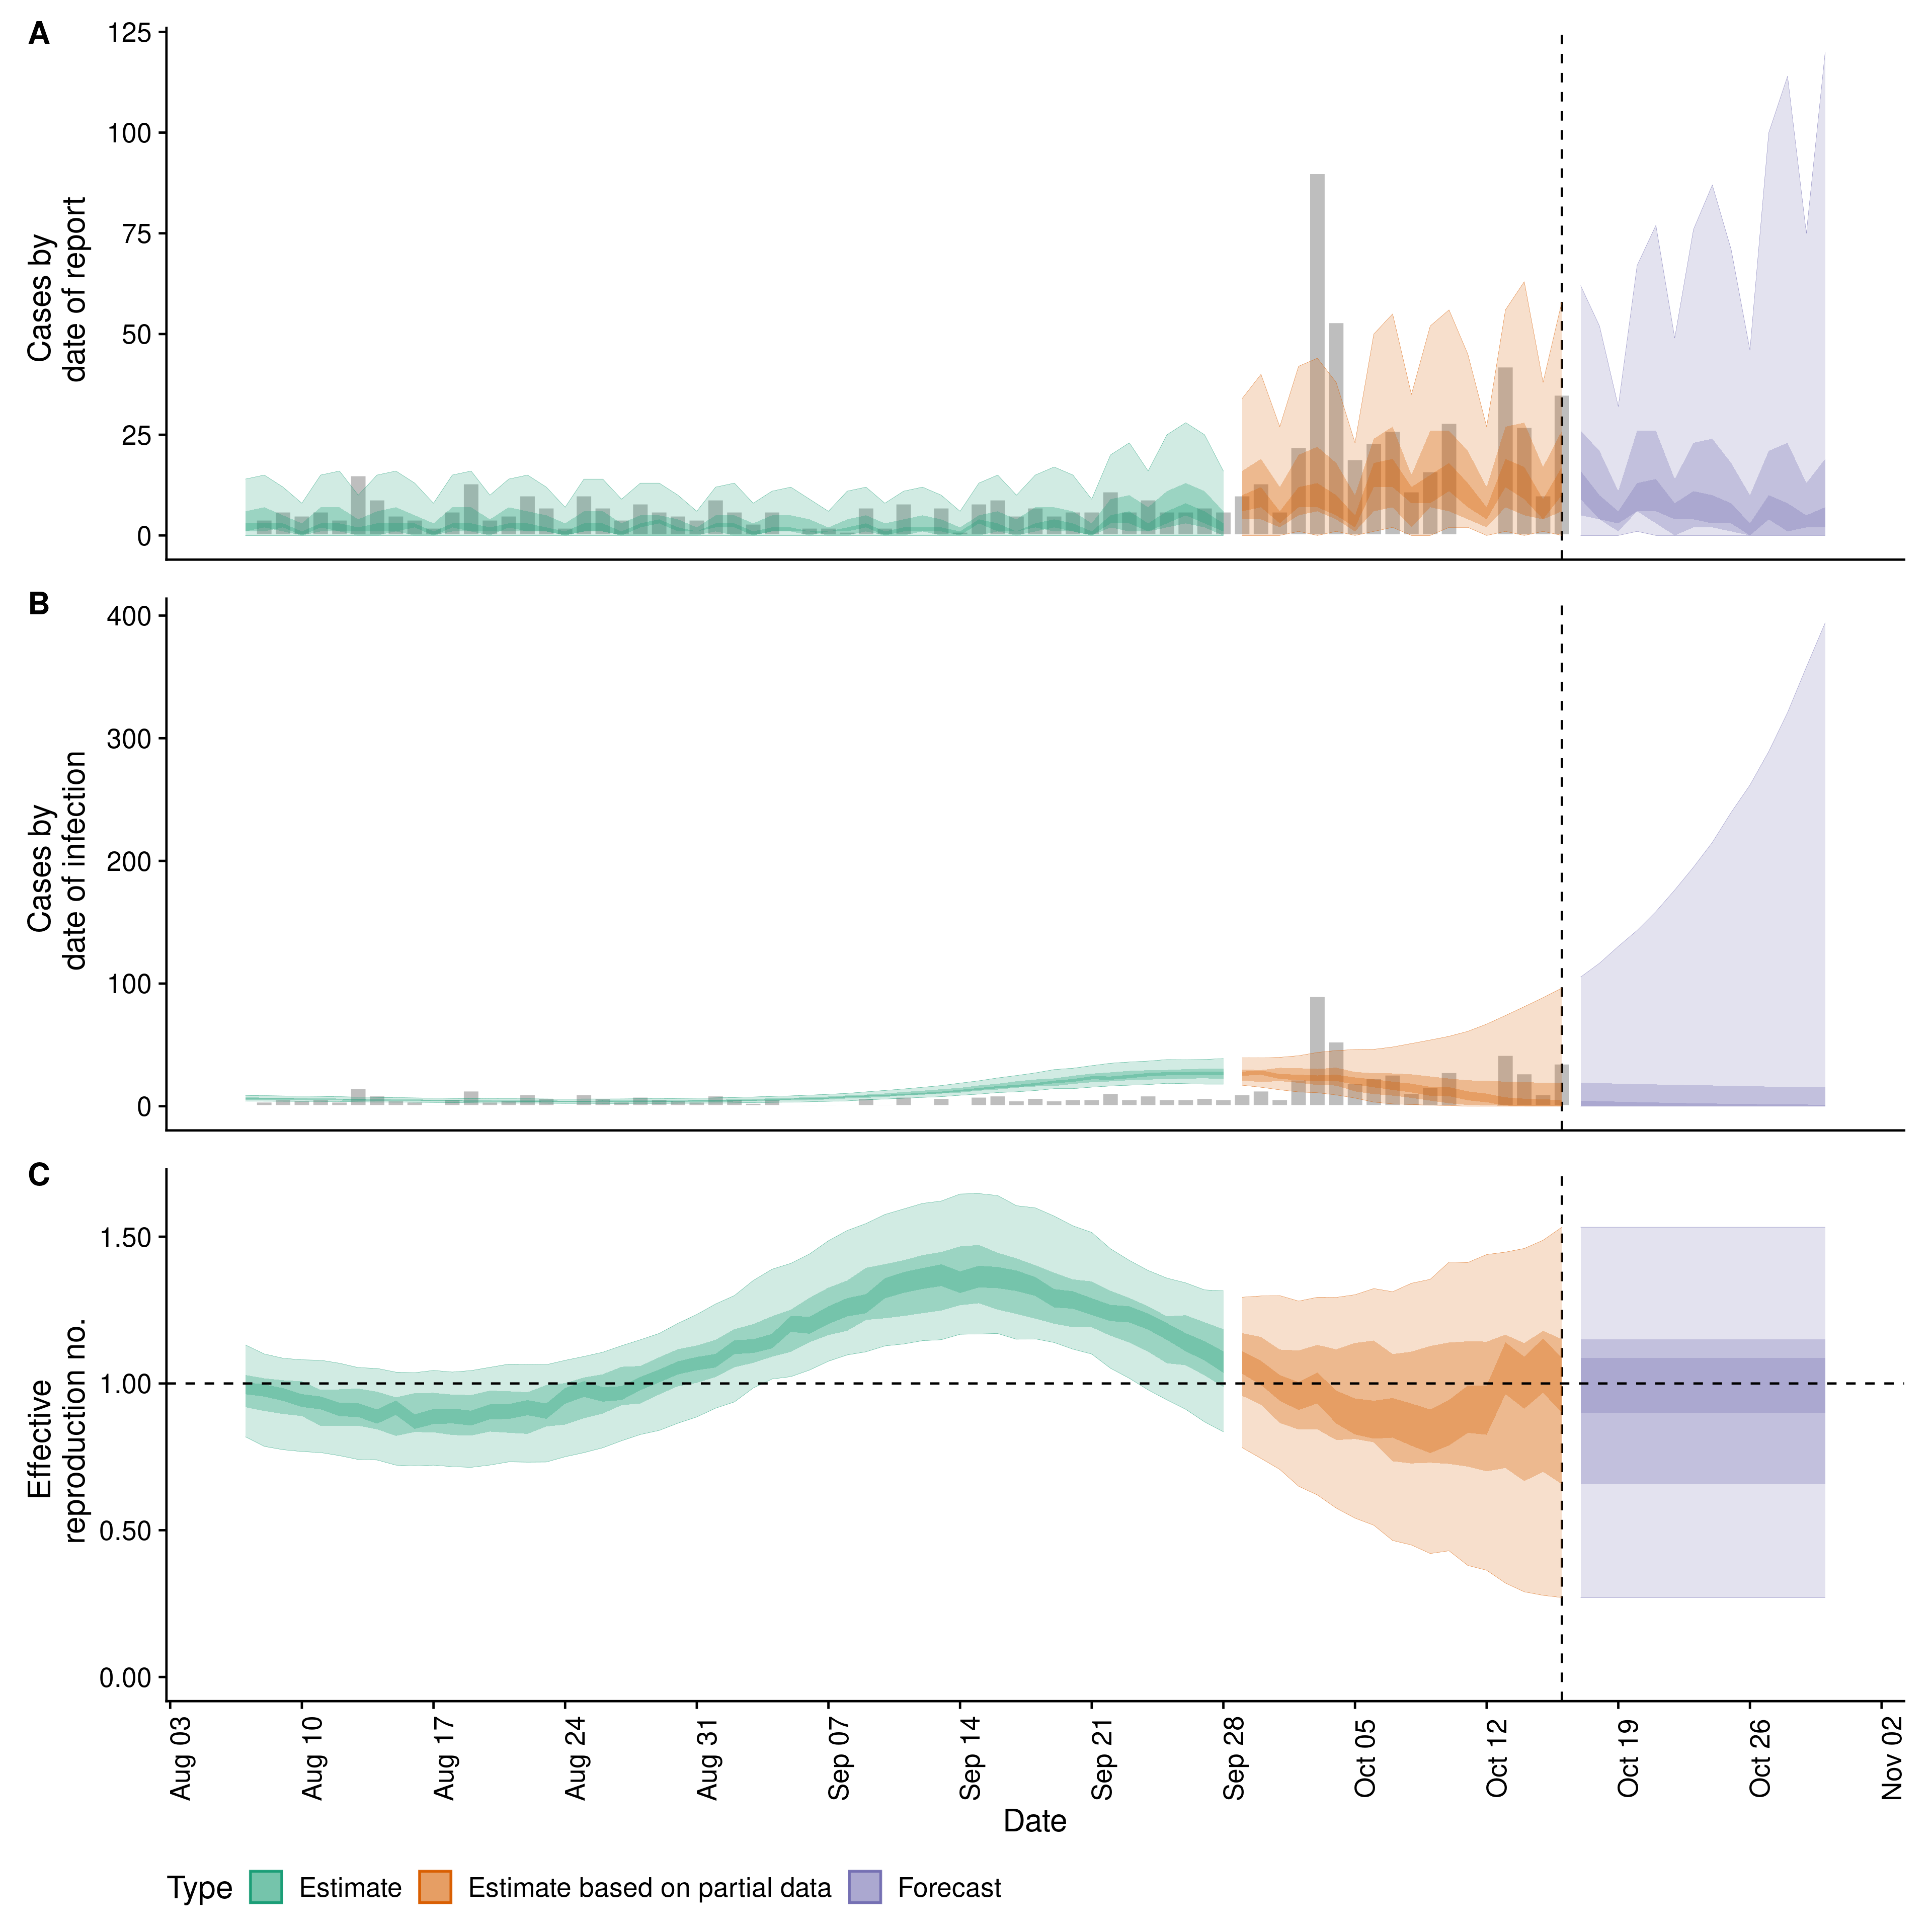 A
125
100
75
50
25
0
Cases by
date of report
B
400
300
200
100
0
Cases by
date of infection
C
1.50
1.00
0.50
0.00
Effective
reproduction no.
Aug 03
Aug 10
Aug 17
Aug 24
Aug 31
Sep 07
Sep 14
Sep 21
Sep 28
Oct 05
Oct 12
Oct 19
Oct 26
Nov 02
Date
Type Estimate Estimate based on partial data Forecast